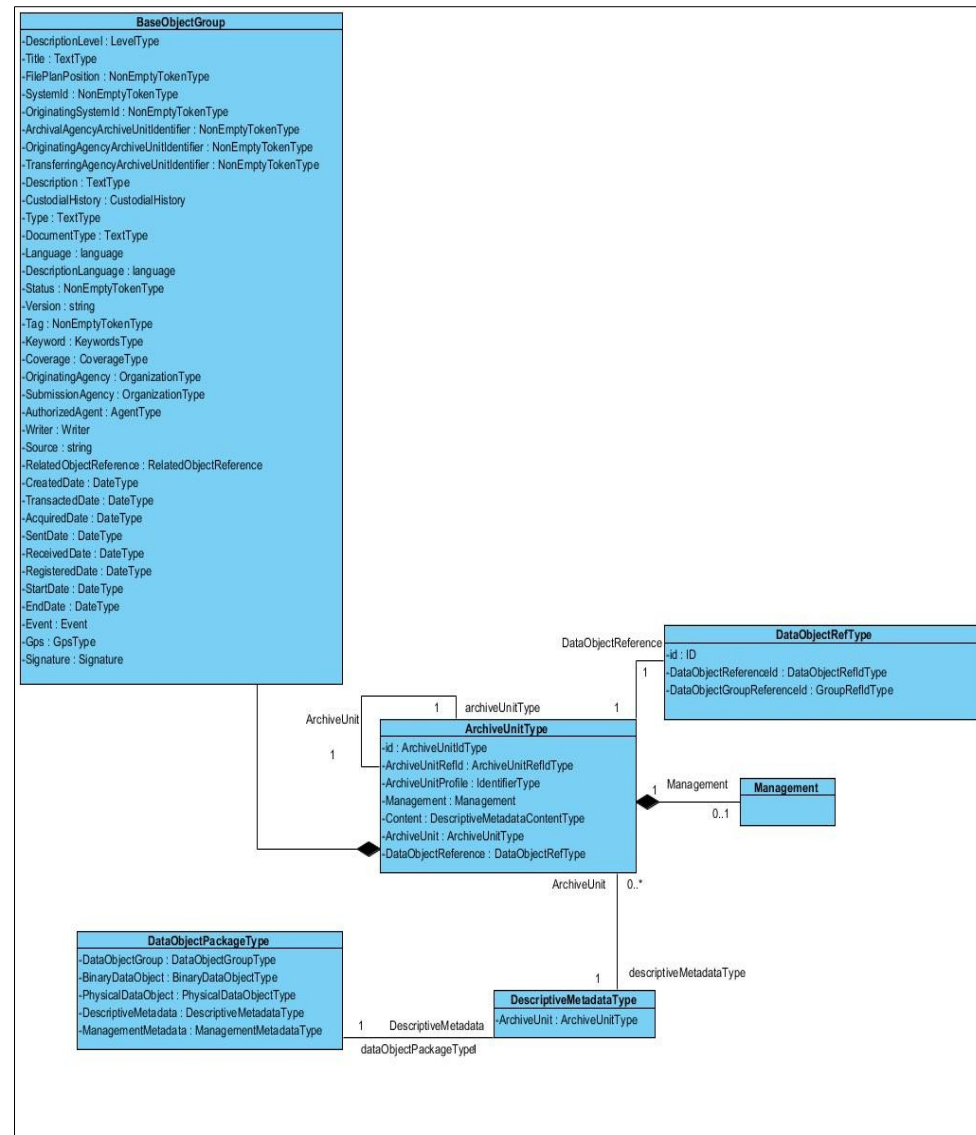 BaseObjectGroup
-DescriptionLevel : LevelType
-Title : TextType
-FilePlanPosition : NonEmptyTokenType
-SystemId : NonEmptyTokenType
-OriginatingSystemId : NonEmptyTokenType
-ArchivalAgencyArchiveUnitIdentifier : NonEmptyTokenType
-OriginatingAgencyArchiveUnitIdentifier : NonEmptyTokenType
-TransferringAgencyArchiveUnitIdentifier : NonEmptyTokenType
-Description : TextType
-CustodialHistory : CustodialHistory
-Type : TextType
-DocumentType : TextType
-Language : language
-DescriptionLanguage : language
-Status : NonEmptyTokenType
-Version : string
-Tag : NonEmptyTokenType
-Keyword : KeywordsType
-Coverage : CoverageType
-OriginatingAgency : OrganizationType
-SubmissionAgency : OrganizationType
-AuthorizedAgent : AgentType
-Writer : Writer
-Source : string
-RelatedObjectReference : RelatedObjectReference
-CreatedDate : DateType
-TransactedDate : DateType
-AcquiredDate : DateType
-SentDate : DateType
-ReceivedDate : DateType
-RegisteredDate : DateType
-StartDate : DateType
-EndDate : DateType
-Event : Event
-Gps : GpsType
-Signature : Signature
DataObjectReference
1
1
DataObjectRefType
-id : ID
-DataObjectReferenceId : DataObjectRefIdType
-DataObjectGroupReferenceId : GroupRefIdType
ArchiveUnit
1
1
archiveUnitType
ArchiveUnitType
-id : ArchiveUnitIdType
-ArchiveUnitRefId : ArchiveUnitRefIdType
-ArchiveUnitProfile : IdentifierType
-Management : Management
-Content : DescriptiveMetadataContentType
-ArchiveUnit : ArchiveUnitType
-DataObjectReference : DataObjectRefType
1
Management
0..1
Management
ArchiveUnit
0..*
1
descriptiveMetadataType
DataObjectPackageType
-DataObjectGroup : DataObjectGroupType
-BinaryDataObject : BinaryDataObjectType
-PhysicalDataObject : PhysicalDataObjectType
-DescriptiveMetadata : DescriptiveMetadataType
-ManagementMetadata : ManagementMetadataType
1
DescriptiveMetadata
dataObjectPackageType1
DescriptiveMetadataType
-ArchiveUnit : ArchiveUnitType